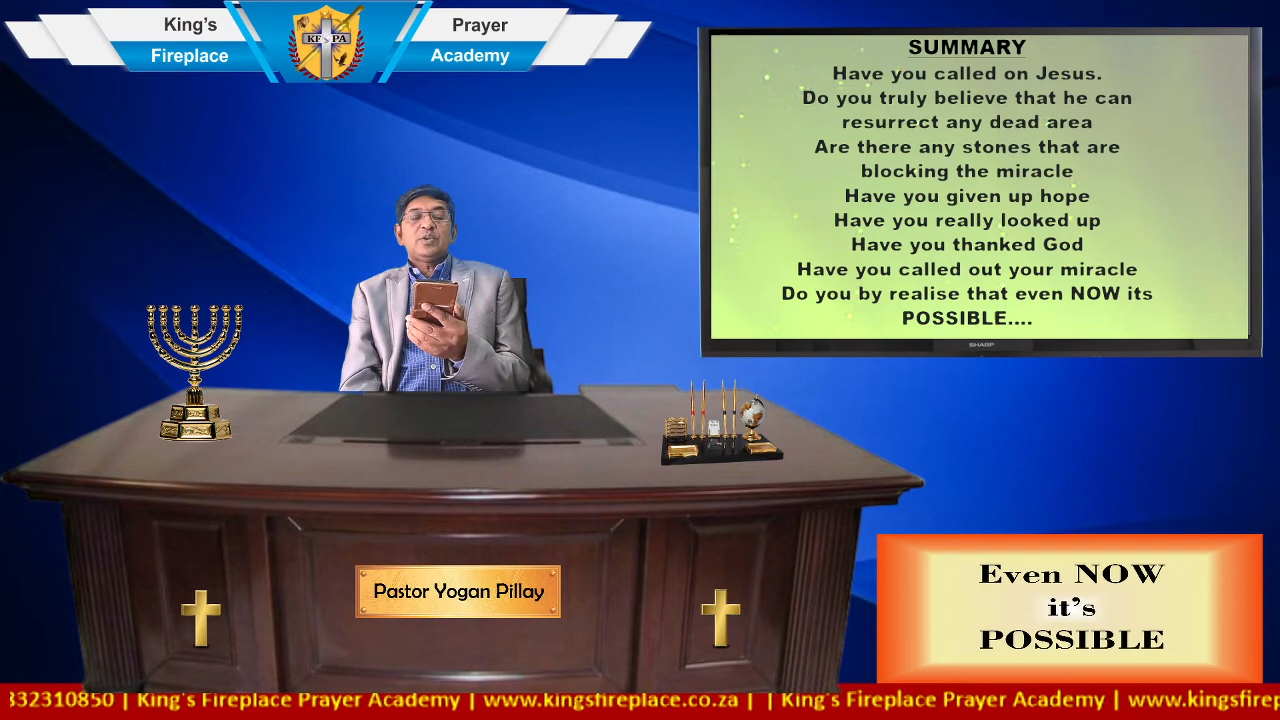 King's
Fireplace
KF PA
Prayer
Academy
SUMMARY
Have you called on Jesus.
Do you truly believe that he can
resurrect any dead area
Are there any stones that are
blocking the miracle
Have you given up hope
Have you really looked up
Have you thanked God
Have you called out your miracle
Do you by realise that even NOW its
POSSIBLE....
SHARP
Pastor Yogan Pillay
Even NOW
it's
POSSIBLE
332310850 | King's Fireplace Prayer Academy | www.kingsfireplace.co.za | | King's Fireplace Prayer Academy | www.kingsfirep